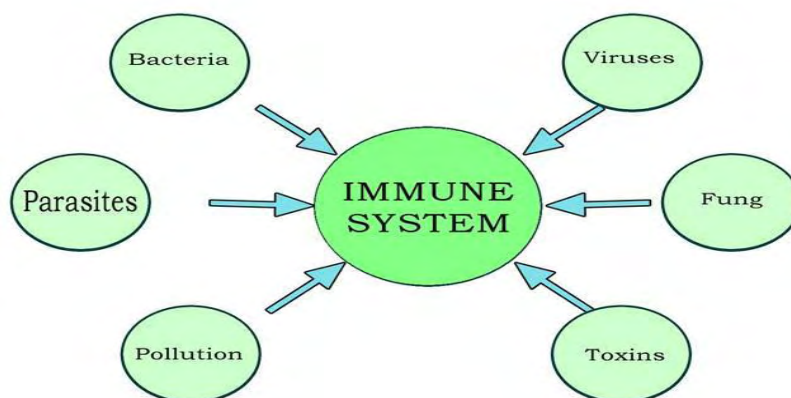 Bacteria
Viruses
Parasites
IMMUNE
SYSTEM
Fung
Pollution
Toxins